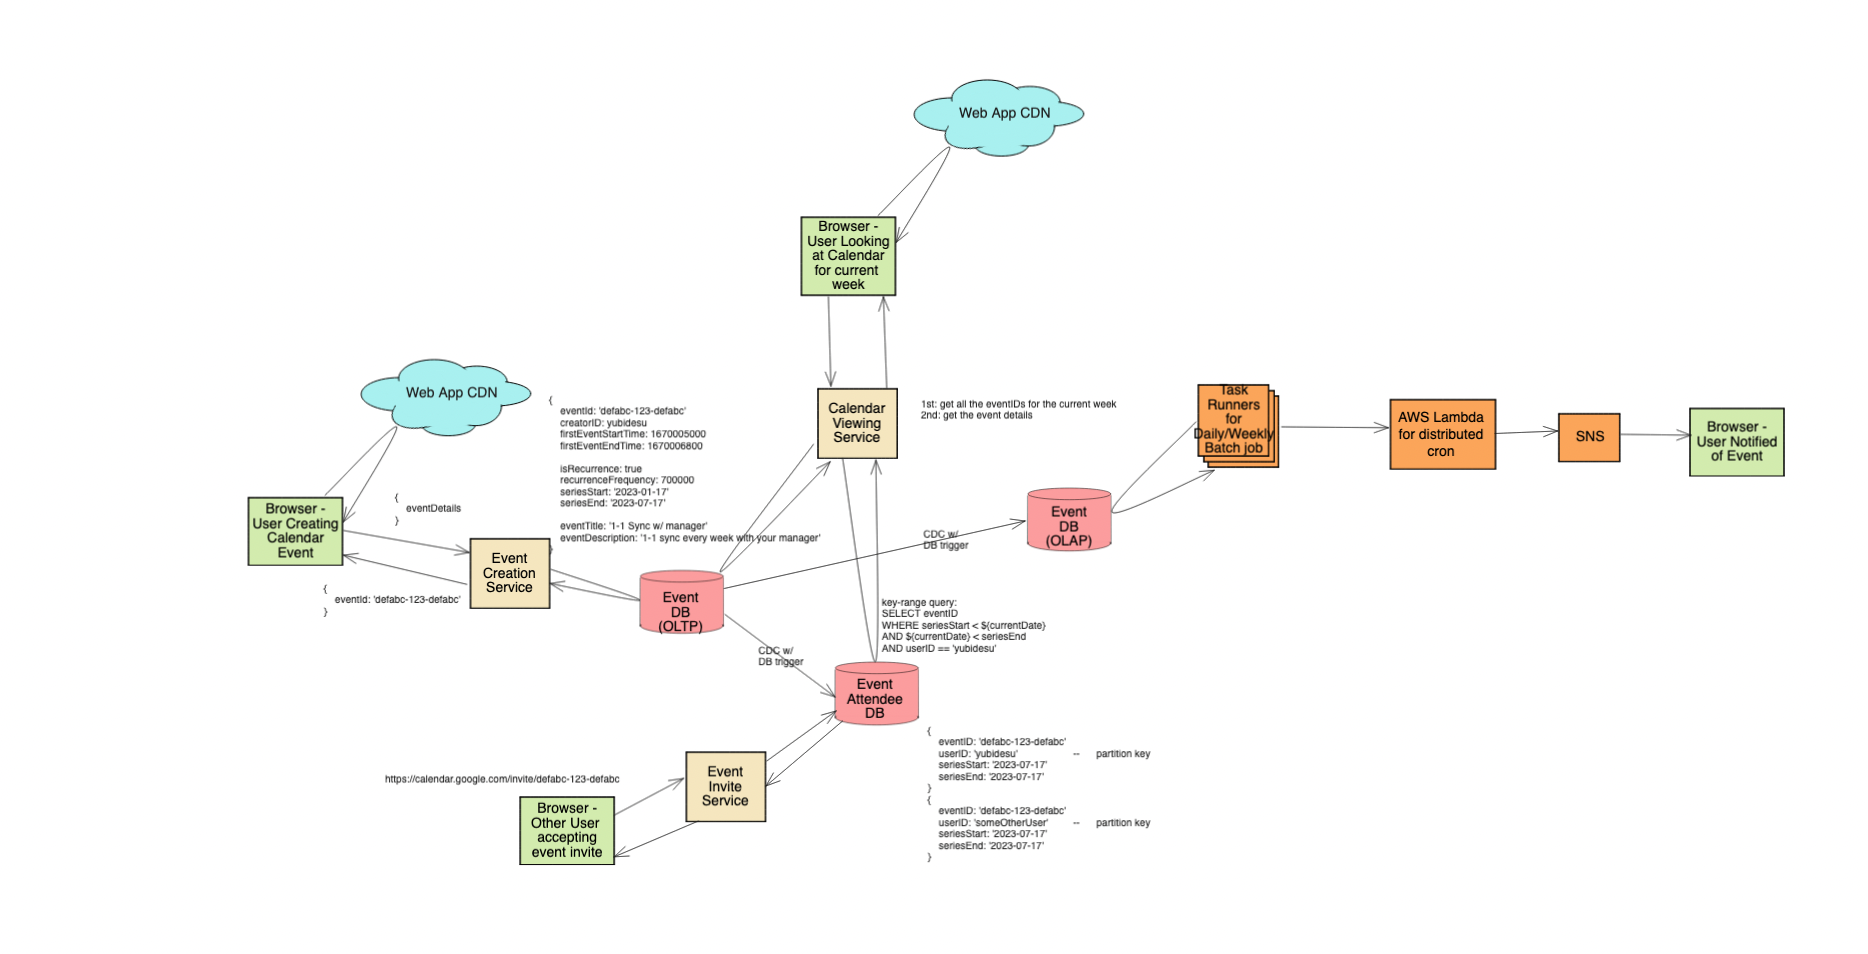 Web App CDN
Browser -
User Looking
at Calendar
for current
week
Calendar
Viewing
Service
1st: get all the eventIDs for the current week
2nd: get the event details
Web App CDN
Browser -
User Creating
Calendar
Event
{
eventDetails
}
{
eventId: 'defabc-123-defabc'
}
Event
Creation
Service
{
eventId: 'defabc-123-defabc'
creatorID: yubidesu
firstEventStartTime: 1670005000
firstEventEndTime: 1670006800
isRecurrence: true
recurrenceFrequency: 700000
seriesStart: '2023-01-17'
seriesEnd: '2023-07-17'
eventTitle: '1-1 Sync w/ manager'
eventDescription: '1-1 sync every week with your manager'
}
Event
DB
(OLTP)
CDC w/
DB trigger
CDC w/
DB trigger
Event
DB
(OLAP)
Task
Runners
for
Daily/Weekly
Batch job
AWS Lambda
for distributed
cron
SNS
Browser -
User Notified
of Event
key-range query:
SELECT eventID
WHERE seriesStart < ${currentDate}
AND ${currentDate} < seriesEnd
AND userID == 'yubidesu'
Event
Attendee
DB
{
eventID: 'defabc-123-defabc'
userID: 'yubidesu' -- partition key
seriesStart: '2023-07-17'
seriesEnd: '2023-07-17'
}
{
eventID: 'defabc-123-defabc'
userID: 'someOtherUser' -- partition key
seriesStart: '2023-07-17'
seriesEnd: '2023-07-17'
}
Event
Invite
Service
https://calendar.google.com/invite/defabc-123-defabc
Browser -
Other User
accepting
event invite